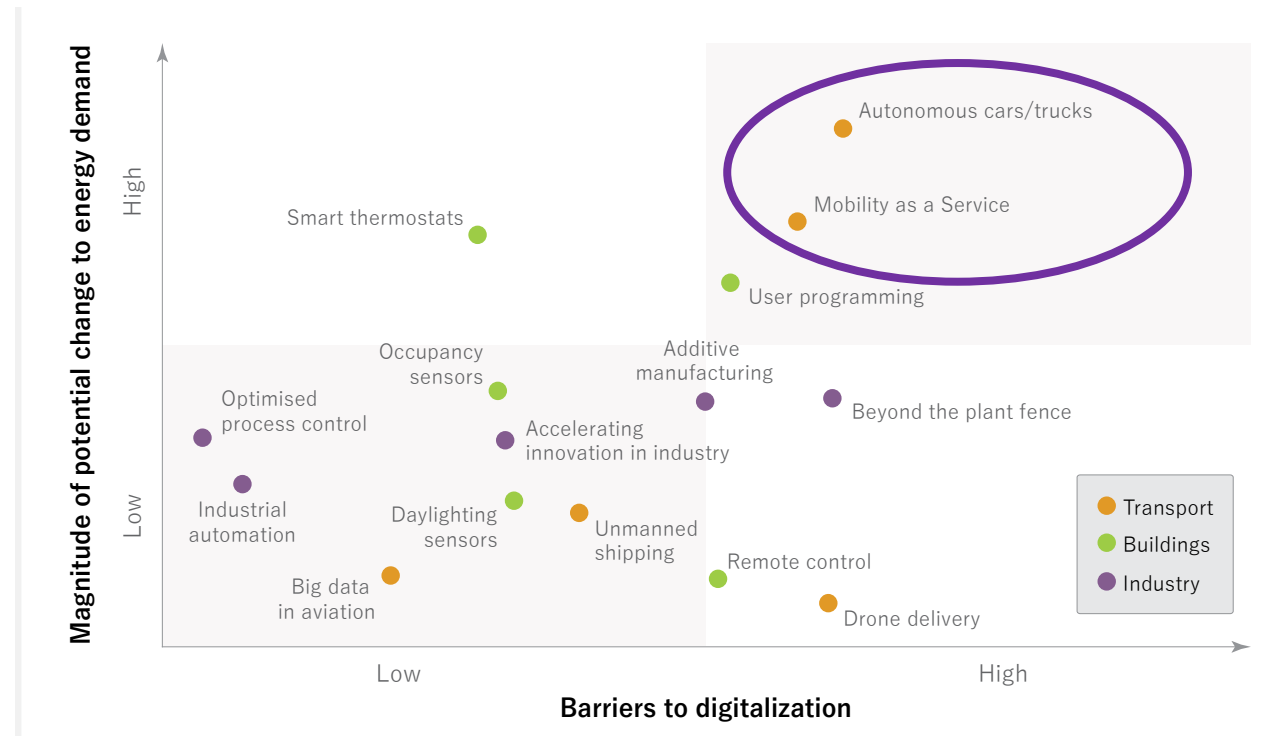 Magnitude of potential change to energy demand
High
Low
Autonomous cars/trucks
Mobility as a Service
Smart thermostats
User programming
Occupancy
sensors
Additive
manufacturing
Optimised
process control
Beyond the plant fence
Accelerating
innovation in industry
Industrial
automation
Daylighting
sensors
Unmanned
shipping
Remote control
Big data
in aviation
Drone delivery
Transport
Buildings
Industry
Low
High
Barriers to digitalization